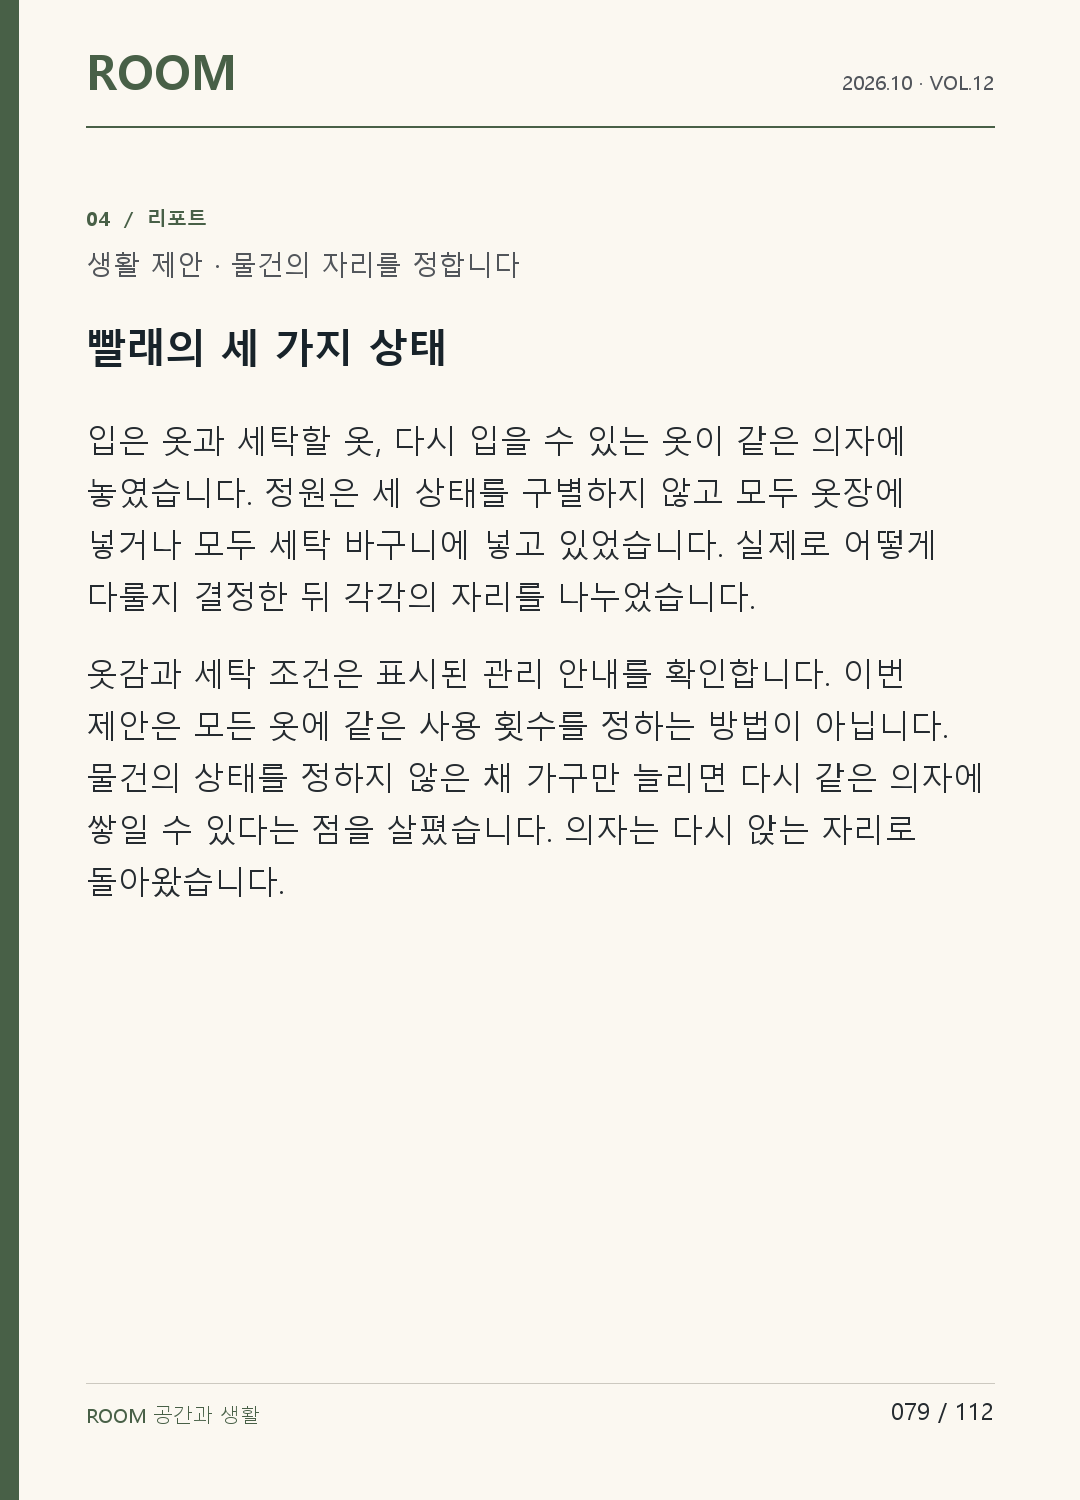 ROOM
2026.10 · VOL.12
04 / 리포트
생활 제안 · 물건의 자리를 정합니다
빨래의 세 가지 상태
입은 옷과 세탁할 옷, 다시 입을 수 있는 옷이 같은 의자에
놓였습니다. 정원은 세 상태를 구별하지 않고 모두 옷장에
넣거나 모두 세탁 바구니에 넣고 있었습니다. 실제로 어떻게
다룰지 결정한 뒤 각각의 자리를 나누었습니다.
옷감과 세탁 조건은 표시된 관리 안내를 확인합니다. 이번
제안은 모든 옷에 같은 사용 횟수를 정하는 방법이 아닙니다.
물건의 상태를 정하지 않은 채 가구만 늘리면 다시 같은 의자에
쌓일 수 있다는 점을 살폈습니다. 의자는 다시 앉는 자리로
돌아왔습니다.
ROOM 공간과 생활
079 / 112